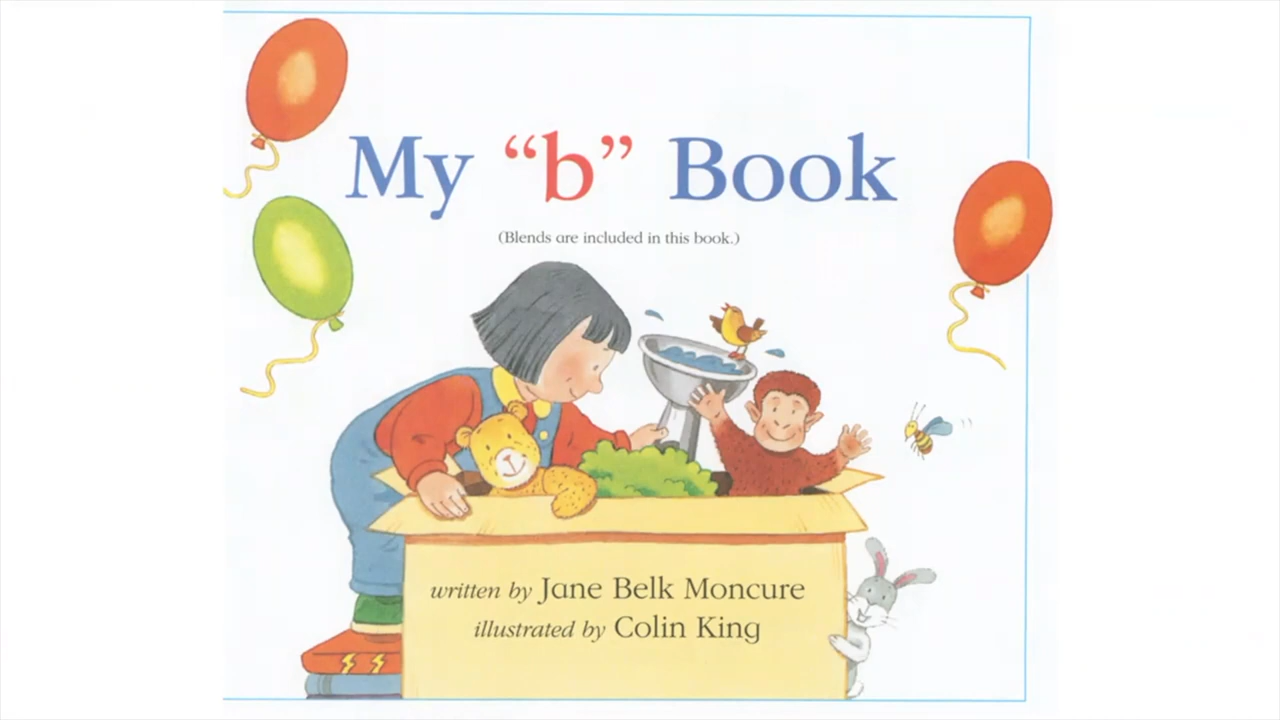 My “b” Book
(Blends are included in this book.)
written by Jane Belk Moncure
illustrated by Colin King